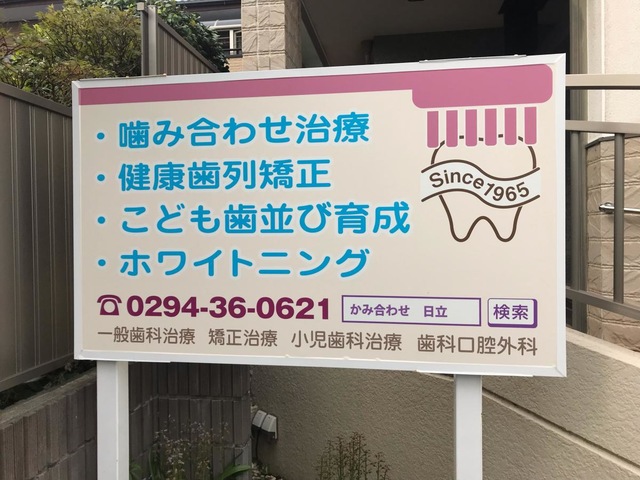 ・噛み合わせ治療
・健康歯列矯正
・こども歯並び育成
・ホワイトニング
Since1965
☎0294-36-0621 かみ合わせ 日立 検索
一般歯科治療 矯正治療 小児歯科治療 歯科口腔外科